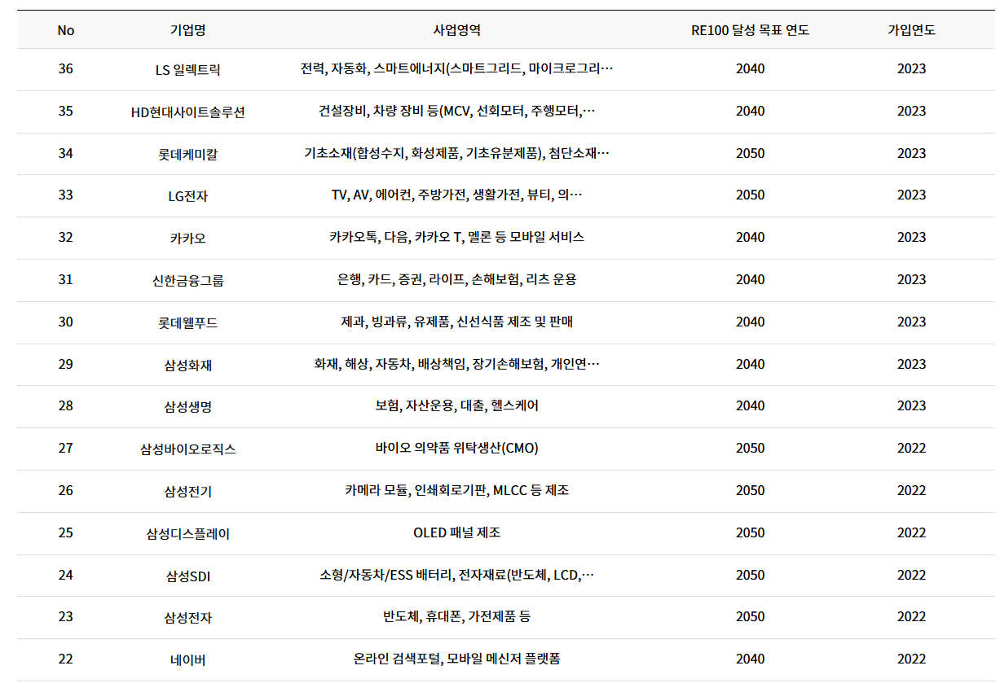 No 기업명 사업영역 RE100 달성 목표 연도 가입연도
36 LS 일렉트릭 전력, 자동화, 스마트에너지(스마트그리드, 마이크로그리… 2040 2023
35 HD현대사이트솔루션 건설장비, 차량 장비 등(MCV, 선회모터, 주행모터,… 2040 2023
34 롯데케미칼 기초소재(합성수지, 화성제품, 기초유분제품), 첨단소재… 2050 2023
33 LG전자 TV, AV, 에어컨, 주방가전, 생활가전, 뷰티, 의… 2050 2023
32 카카오 카카오톡, 다음, 카카오 T, 멜론 등 모바일 서비스 2040 2023
31 신한금융그룹 은행, 카드, 증권, 라이프, 손해보험, 리츠 운용 2040 2023
30 롯데웰푸드 제과, 빙과류, 유제품, 신선식품 제조 및 판매 2040 2023
29 삼성화재 화재, 해상, 자동차, 배상책임, 장기손해보험, 개인연… 2040 2023
28 삼성생명 보험, 자산운용, 대출, 헬스케어 2040 2023
27 삼성바이오로직스 바이오 의약품 위탁생산(CMO) 2050 2022
26 삼성전기 카메라 모듈, 인쇄회로기판, MLCC 등 제조 2050 2022
25 삼성디스플레이 OLED 패널 제조 2050 2022
24 삼성SDI 소형/자동차/ESS 배터리, 전자재료(반도체, LCD,… 2050 2022
23 삼성전자 반도체, 휴대폰, 가전제품 등 2050 2022
22 네이버 온라인 검색포털, 모바일 메신저 플랫폼 2040 2022